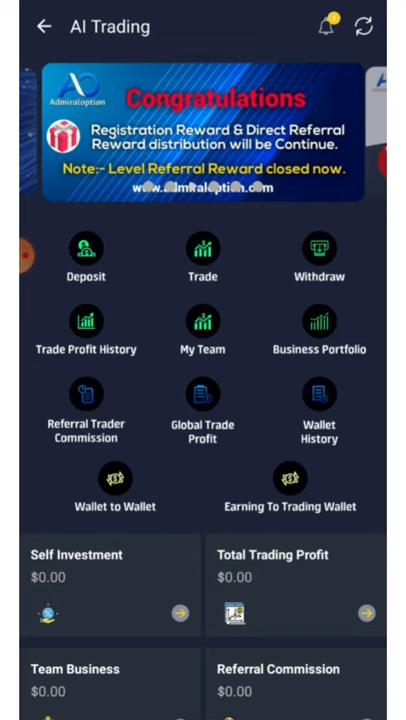 AI Trading
Admiraloption
Congratulations
Registration Reward & Direct Referral
Reward distribution will be Continue.
Note:- Level Referral Reward closed now.
www.admiraloption.com
Deposit
Trade
Withdraw
Trade Profit History
My Team
Business Portfolio
Referral Trader
Commission
Global Trade
Profit
Wallet
History
Wallet to Wallet
Earning To Trading Wallet
Self Investment
$0.00
Total Trading Profit
$0.00
Team Business
$0.00
Referral Commission
$0.00